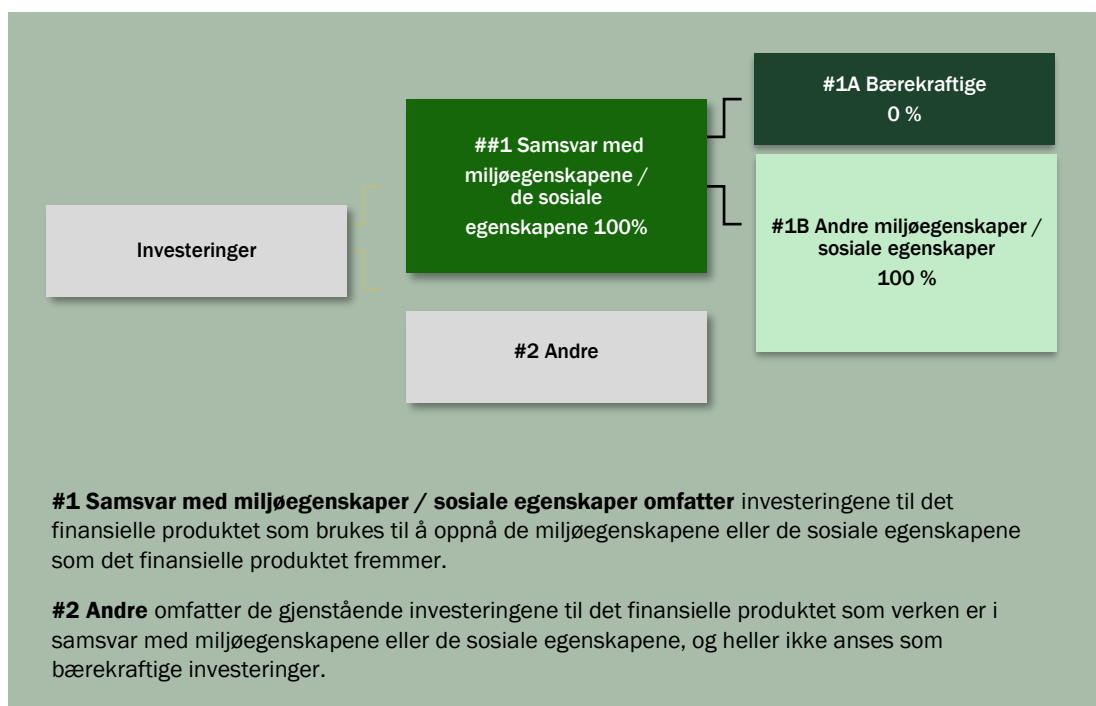 Investeringer
##1 Samsvar med
miljøegenskapene /
de sosiale
egenskapene 100%
#2 Andre
#1A Bærekraftige
0 %
#1B Andre miljøegenskaper /
sosiale egenskaper
100 %
#1 Samsvar med miljøegenskaper / sosiale egenskaper omfatter investeringene til det
finansielle produktet som brukes til å oppnå de miljøegenskapene eller de sosiale egenskapene
som det finansielle produktet fremmer.
#2 Andre omfatter de gjenstående investeringene til det finansielle produktet som verken er i
samsvar med miljøegenskapene eller de sosiale egenskapene, og heller ikke anses som
bærekraftige investeringer.